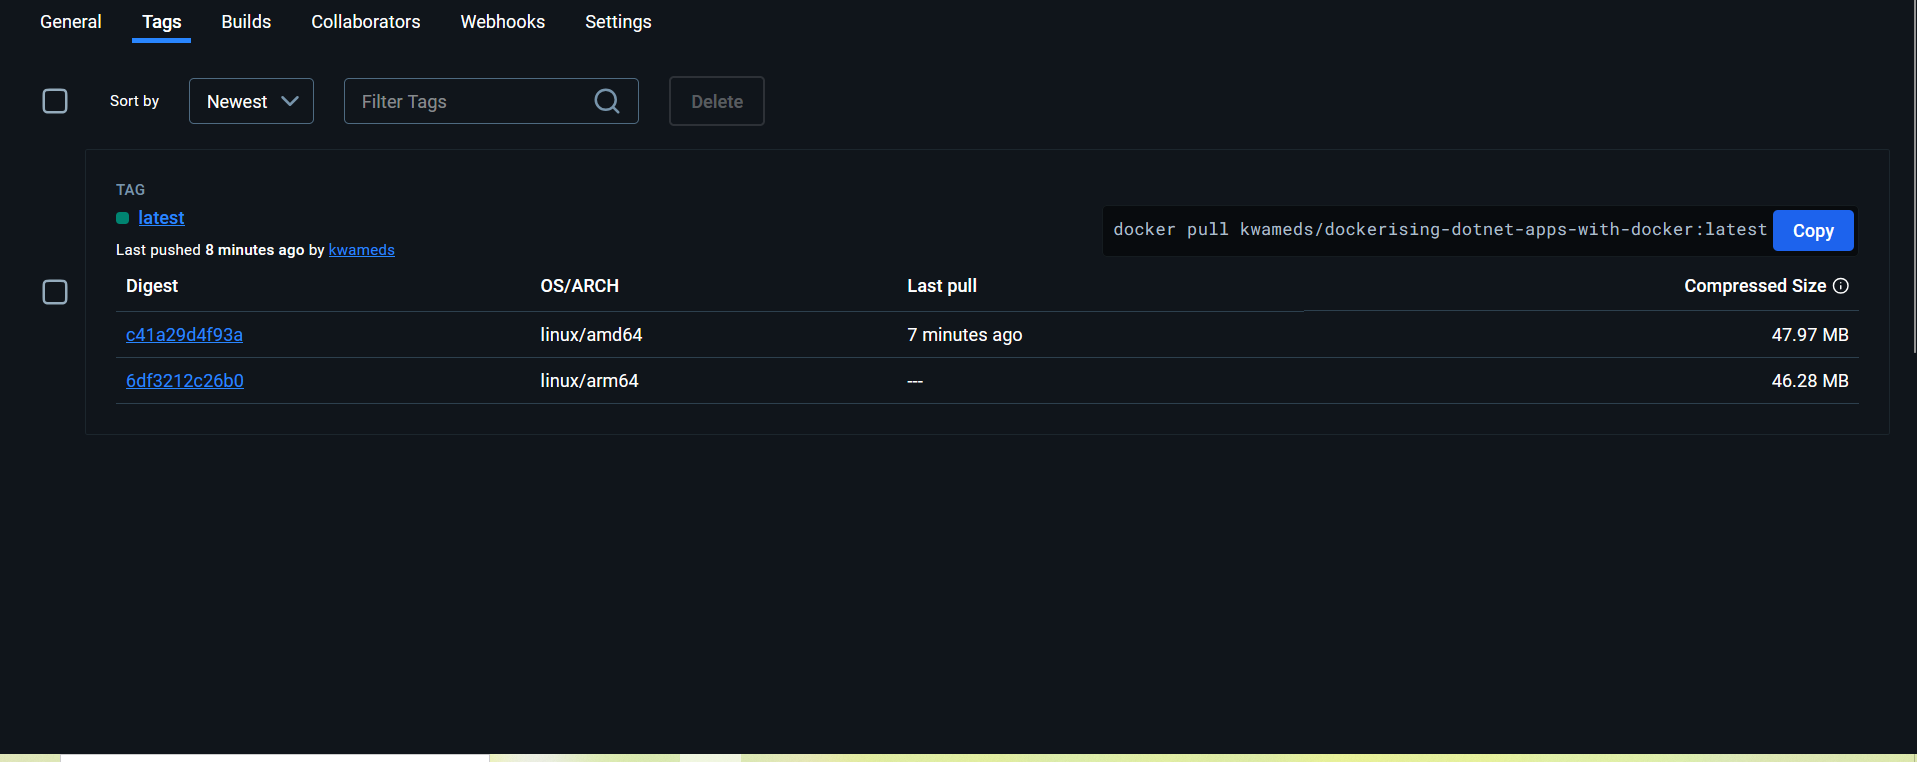 General Tags Builds Collaborators Webhooks Settings
Sort by Newest Filter Tags Delete
TAG
latest
docker pull kwameds/dockerising-dotnet-apps-with-docker:latest Copy
Last pushed 8 minutes ago by kwameds
Digest OS/ARCH Last pull Compressed Size
c41a29d4f93a linux/amd64 7 minutes ago 47.97 MB
6df3212c26b0 linux/arm64 --- 46.28 MB